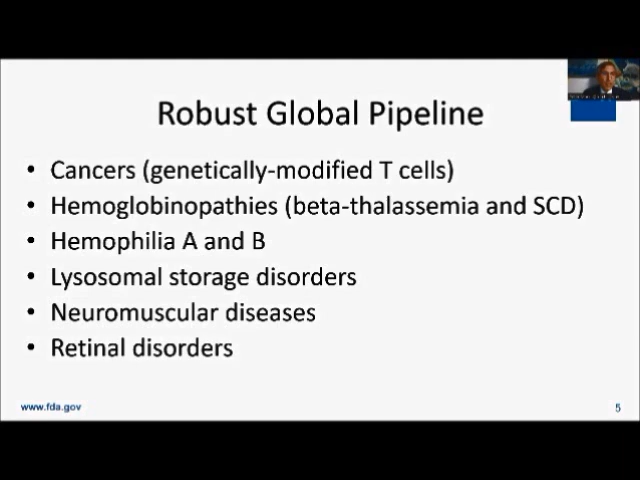 Robust Global Pipeline
• Cancers (genetically-modified T cells)
• Hemoglobinopathies (beta-thalassemia and SCD)
• Hemophilia A and B
• Lysosomal storage disorders
• Neuromuscular diseases
• Retinal disorders
www.fda.gov
5